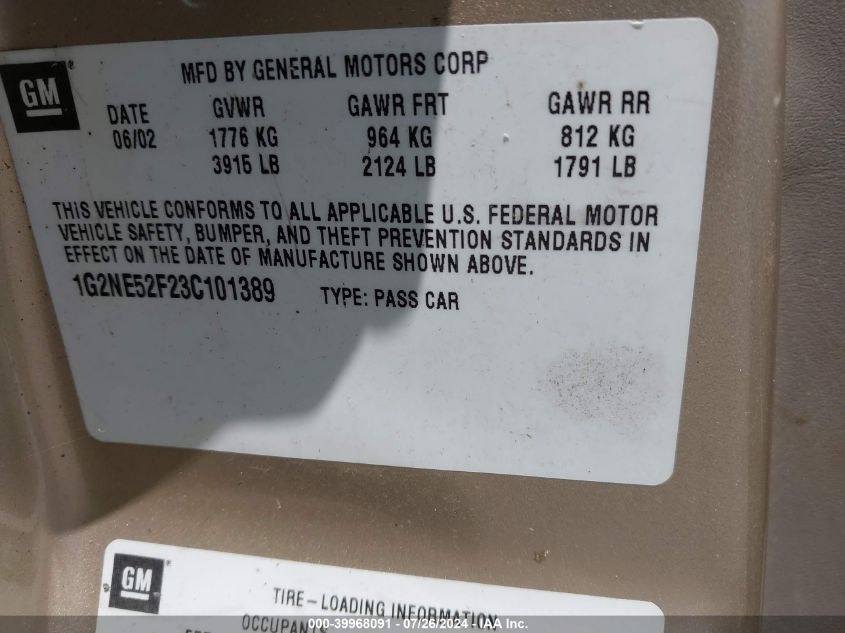 GM
MFD BY GENERAL MOTORS CORP
DATE GVWR GAWR FRT GAWR RR
06/02 1776 KG 964 KG 812 KG
3915 LB 2124 LB 1791 LB
THIS VEHICLE CONFORMS TO ALL APPLICABLE U.S. FEDERAL MOTOR
VEHICLE SAFETY, BUMPER, AND THEFT PREVENTION STANDARDS IN
EFFECT ON THE DATE OF MANUFACTURE SHOWN ABOVE.
1G2NE52F23C101389 TYPE: PASS CAR
GM
TIRE-LOADING INFORMATION
OCCUPANTS
000-39968091 - 07/26/2024 - IAA Inc.